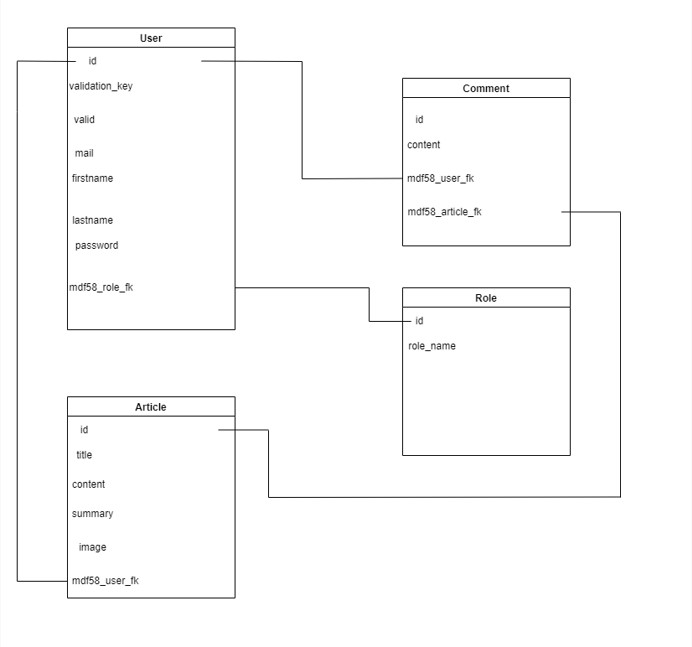 User
id
validation_key
valid
mail
firstname
lastname
password
mdf58_role_fk
Comment
id
content
mdf58_user_fk
mdf58_article_fk
Role
id
role_name
Article
id
title
content
summary
image
mdf58_user_fk